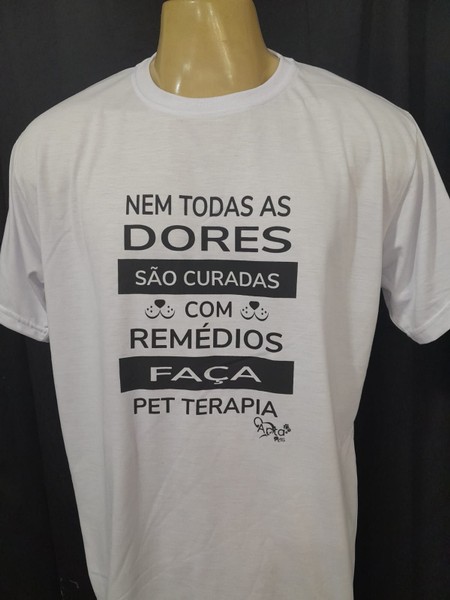 NEM TODAS AS
DORES
SÃO CURADAS
COM
REMÉDIOS
FAÇA
PET TERAPIA